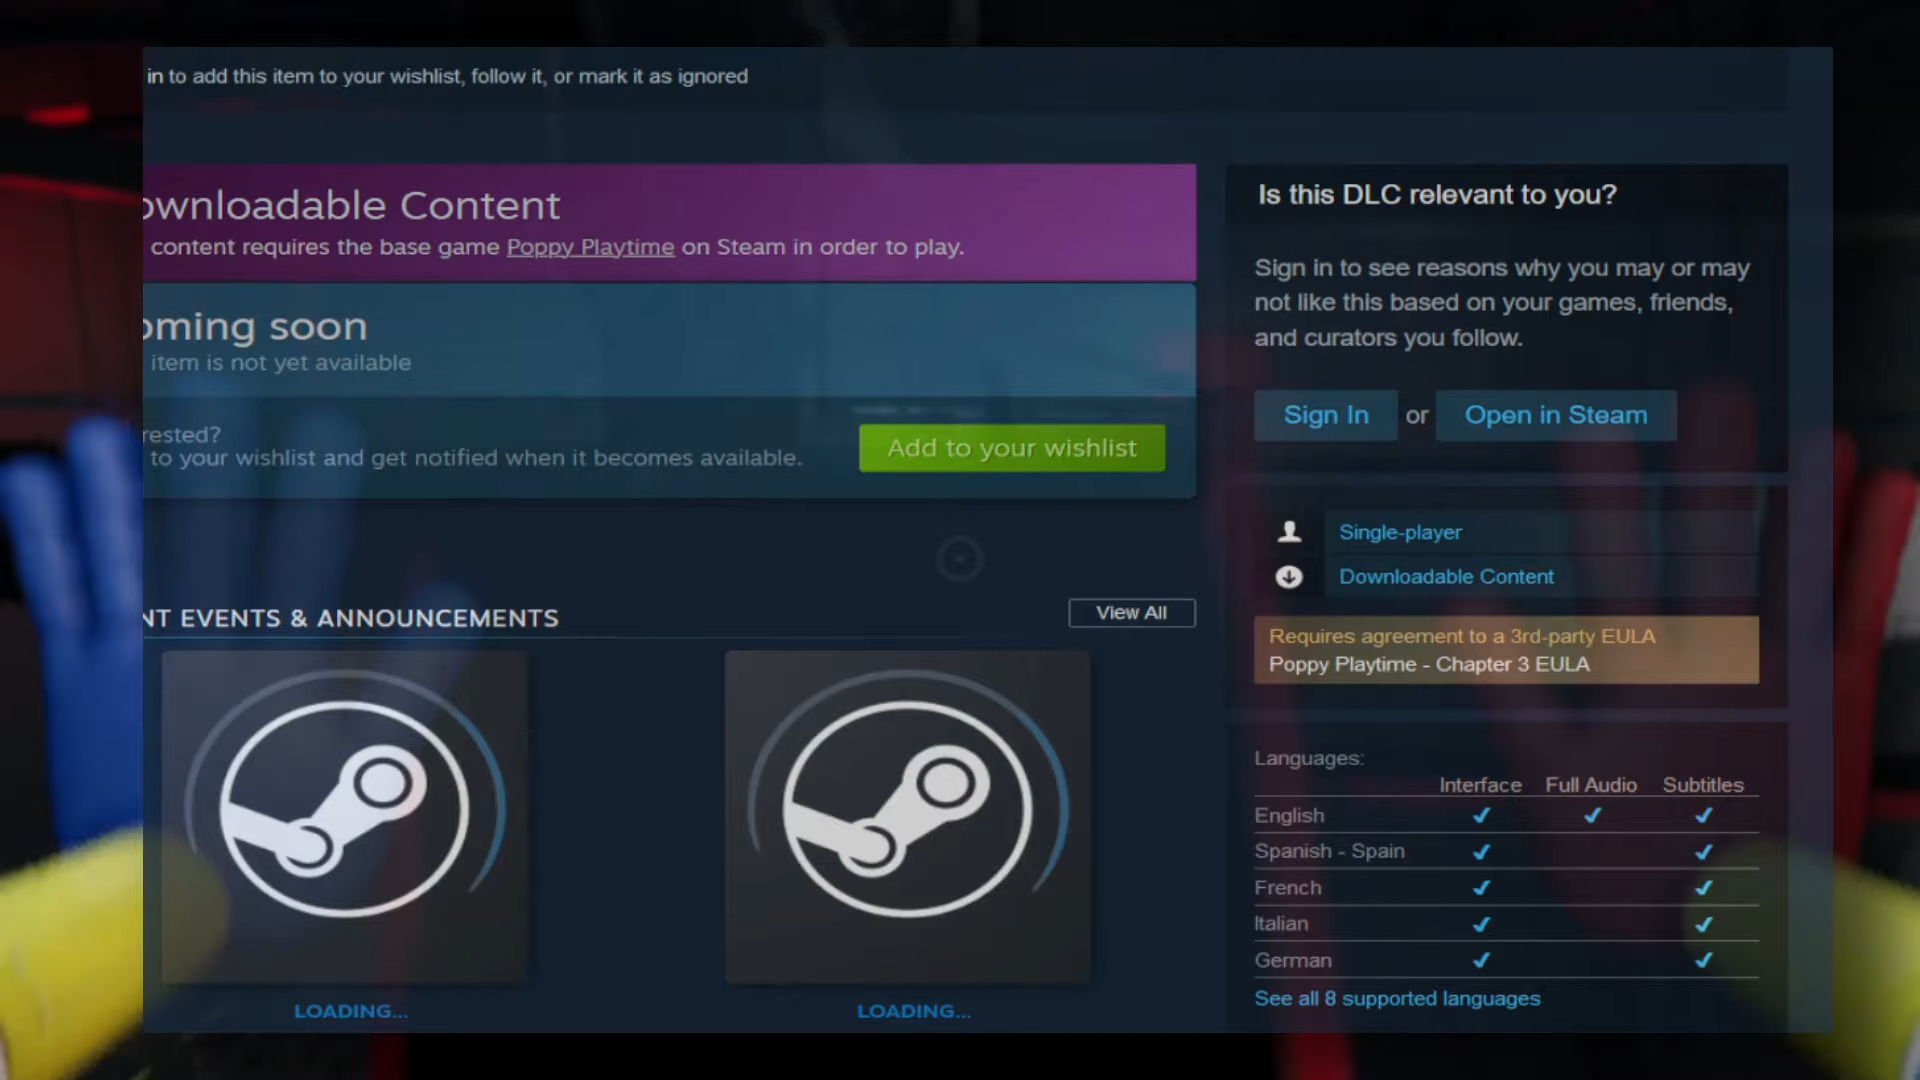 in to add this item to your wishlist, follow it, or mark it as ignored
ownloadable Content
content requires the base game Poppy Playtime on Steam in order to play.
oming soon
item is not yet available
rested?
to your wishlist and get notified when it becomes available.
Add to your wishlist
NT EVENTS & ANNOUNCEMENTS
View All
LOADING...
LOADING...
Is this DLC relevant to you?
Sign in to see reasons why you may or may
not like this based on your games, friends,
and curators you follow.
Sign In or Open in Steam
Single-player
Downloadable Content
Requires agreement to a 3rd-party EULA
Poppy Playtime - Chapter 3 EULA
Languages:
Interface Full Audio Subtitles
English ✔ ✔ ✔
Spanish - Spain ✔ ✔
French ✔ ✔
Italian ✔ ✔
German ✔ ✔
See all 8 supported languages